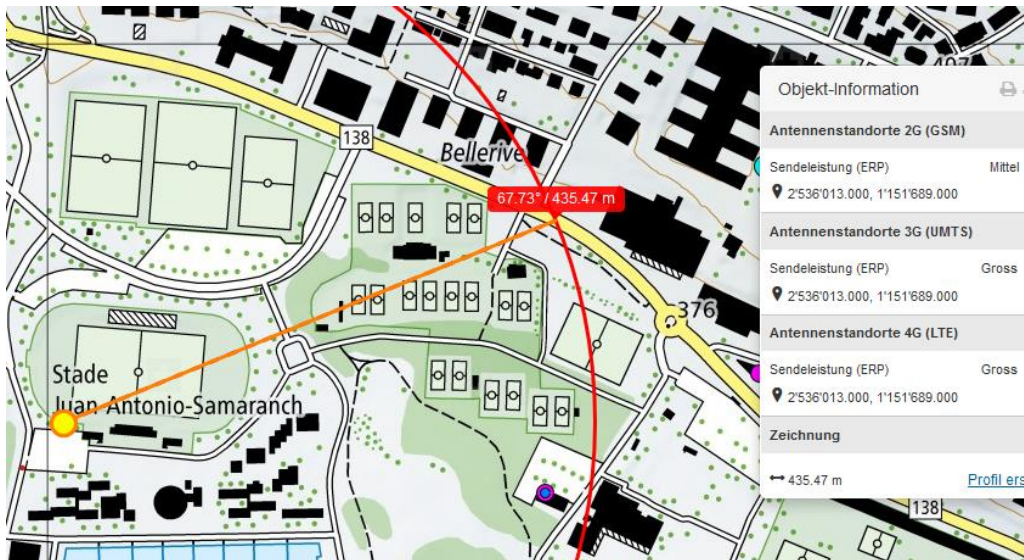 407
Objekt-Information
Antennenstandorte 2G (GSM)
138
Bellerive
Sendeleistung (ERP) Mittel
2'536'013.000, 1'151'689.000
67.73° / 435.47 m
Antennenstandorte 3G (UMTS)
Sendeleistung (ERP) Gross
2'536'013.000, 1'151'689.000
376
Antennenstandorte 4G (LTE)
Sendeleistung (ERP) Gross
2'536'013.000, 1'151'689.000
Stade
Juan-Antonio-Samaranch
Zeichnung
435.47 m Profil ers
138